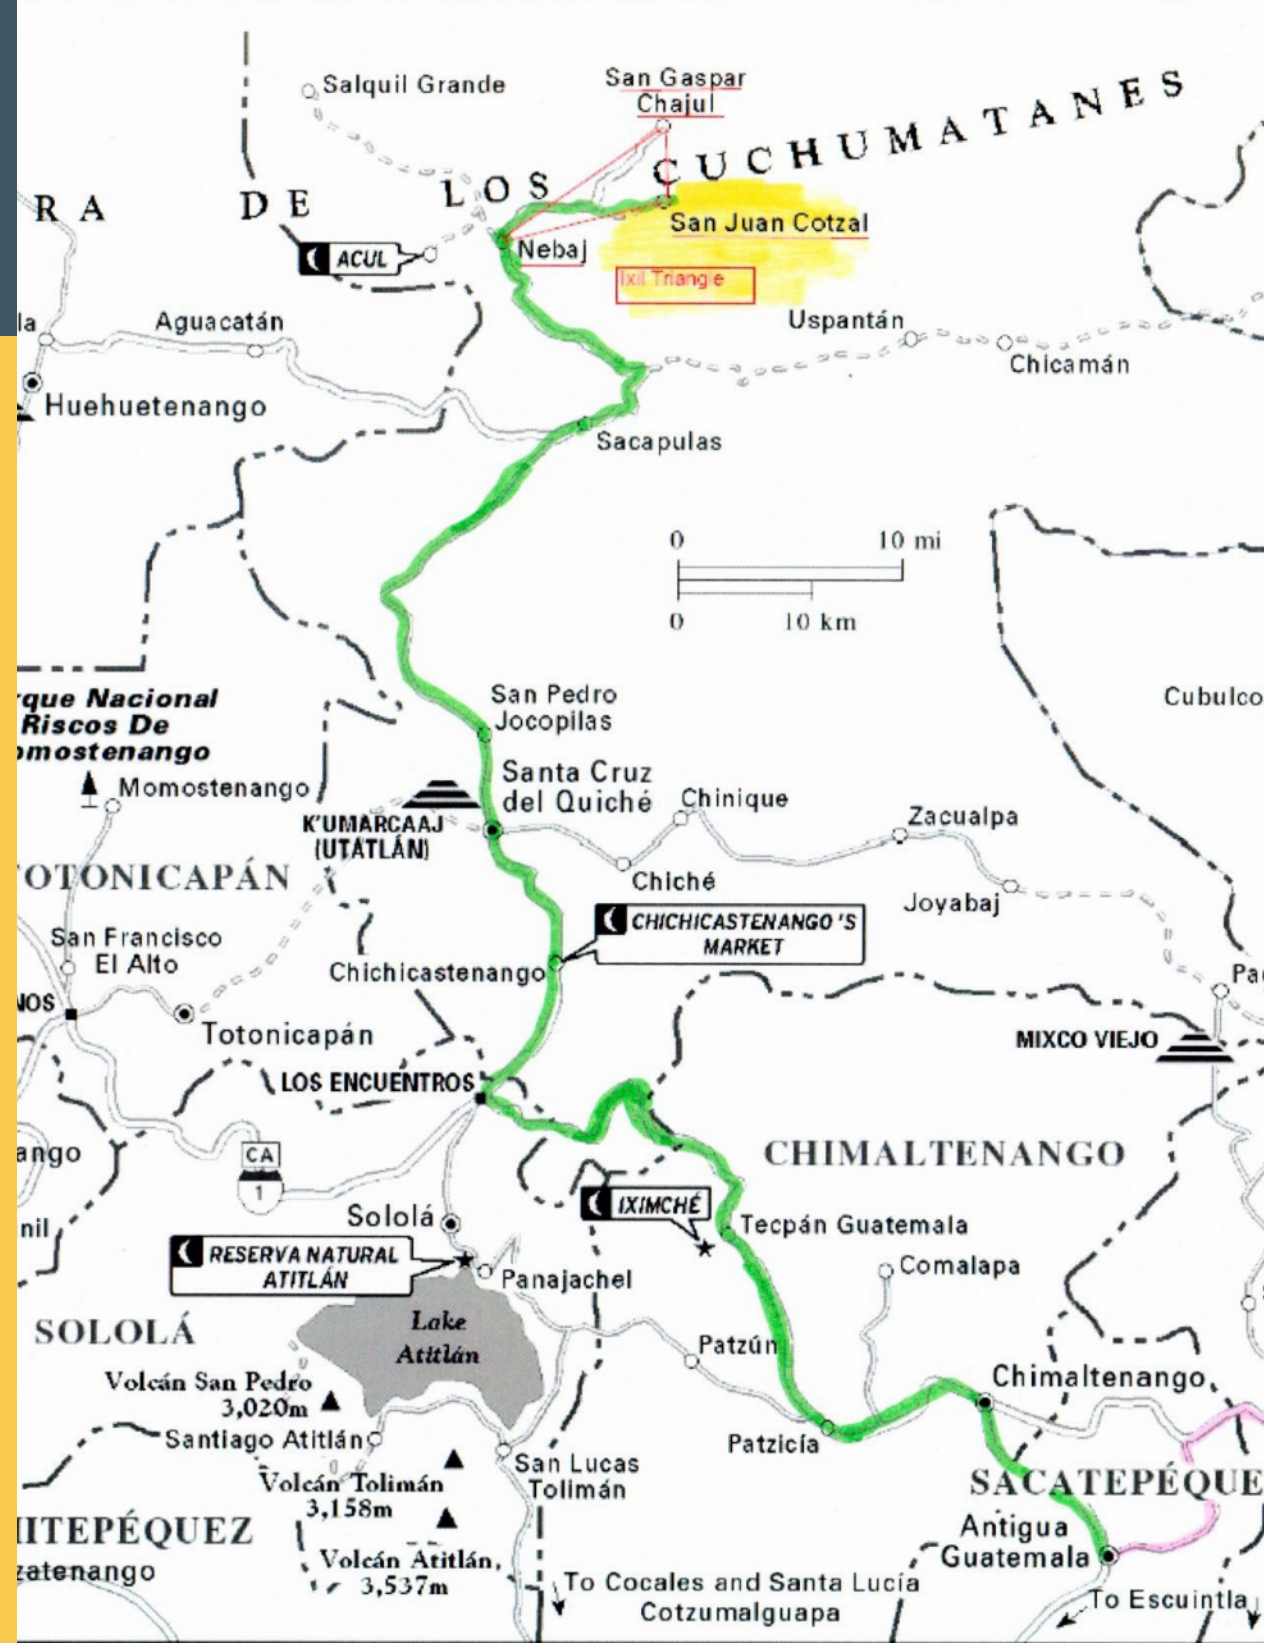 Salquil Grande
San Gaspar
Chajul
RA DE LOS CUCHUMATANES
San Juan Cotzal
ACUL
Nebaj
Ixil Triangle
la
Aguacatán
Uspantán
Chicamán
Huehuetenango
Sacapulas
0 10 mi
0 10 km
rque Nacional
Riscos De
omostenango
San Pedro
Jocopilas
Cubulco
Momostenango
Santa Cruz
del Quiché
Chinique
K'UMARCAAJ
(UTATLÁN)
Zacualpa
OTONICAPÁN
Chiché
Joyabaj
CHICHICASTENANGO 'S
MARKET
San Francisco
El Alto
Chichicastenango
Pa
NOS
Totonicapán
MIXCO VIEJO
LOS ENCUENTROS
ango
CA
1
CHIMALTENANGO
IXIMCHÉ
nil
Sololá
Tecpán Guatemala
RESERVA NATURAL
ATITLÁN
Panajachel
Comalapa
SOLOLÁ
Lake
Atitlán
Patzún
Volcán San Pedro
3,020m
Chimaltenango
Santiago Atitlán
Patzicía
San Lucas
Tolimán
Volcán Tolimán
3,158m
SACATEPÉQUE
ITEPÉQUEZ
Antigua
Guatemala
zatenango
Volcán Atitlán
3,537m
To Cocales and Santa Lucía
Cotzumalguapa
To Escuintla